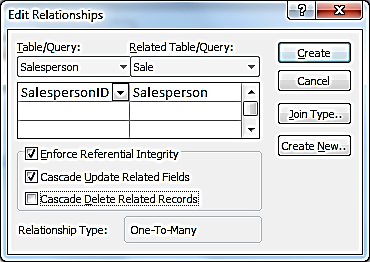 Edit Relationships
?
Table/Query: Related Table/Query:
Salesperson Sale
SalespersonID Salesperson
Enforce Referential Integrity
Cascade Update Related Fields
Cascade Delete Related Records
Relationship Type: One-To-Many
Create
Cancel
Join Type..
Create New..